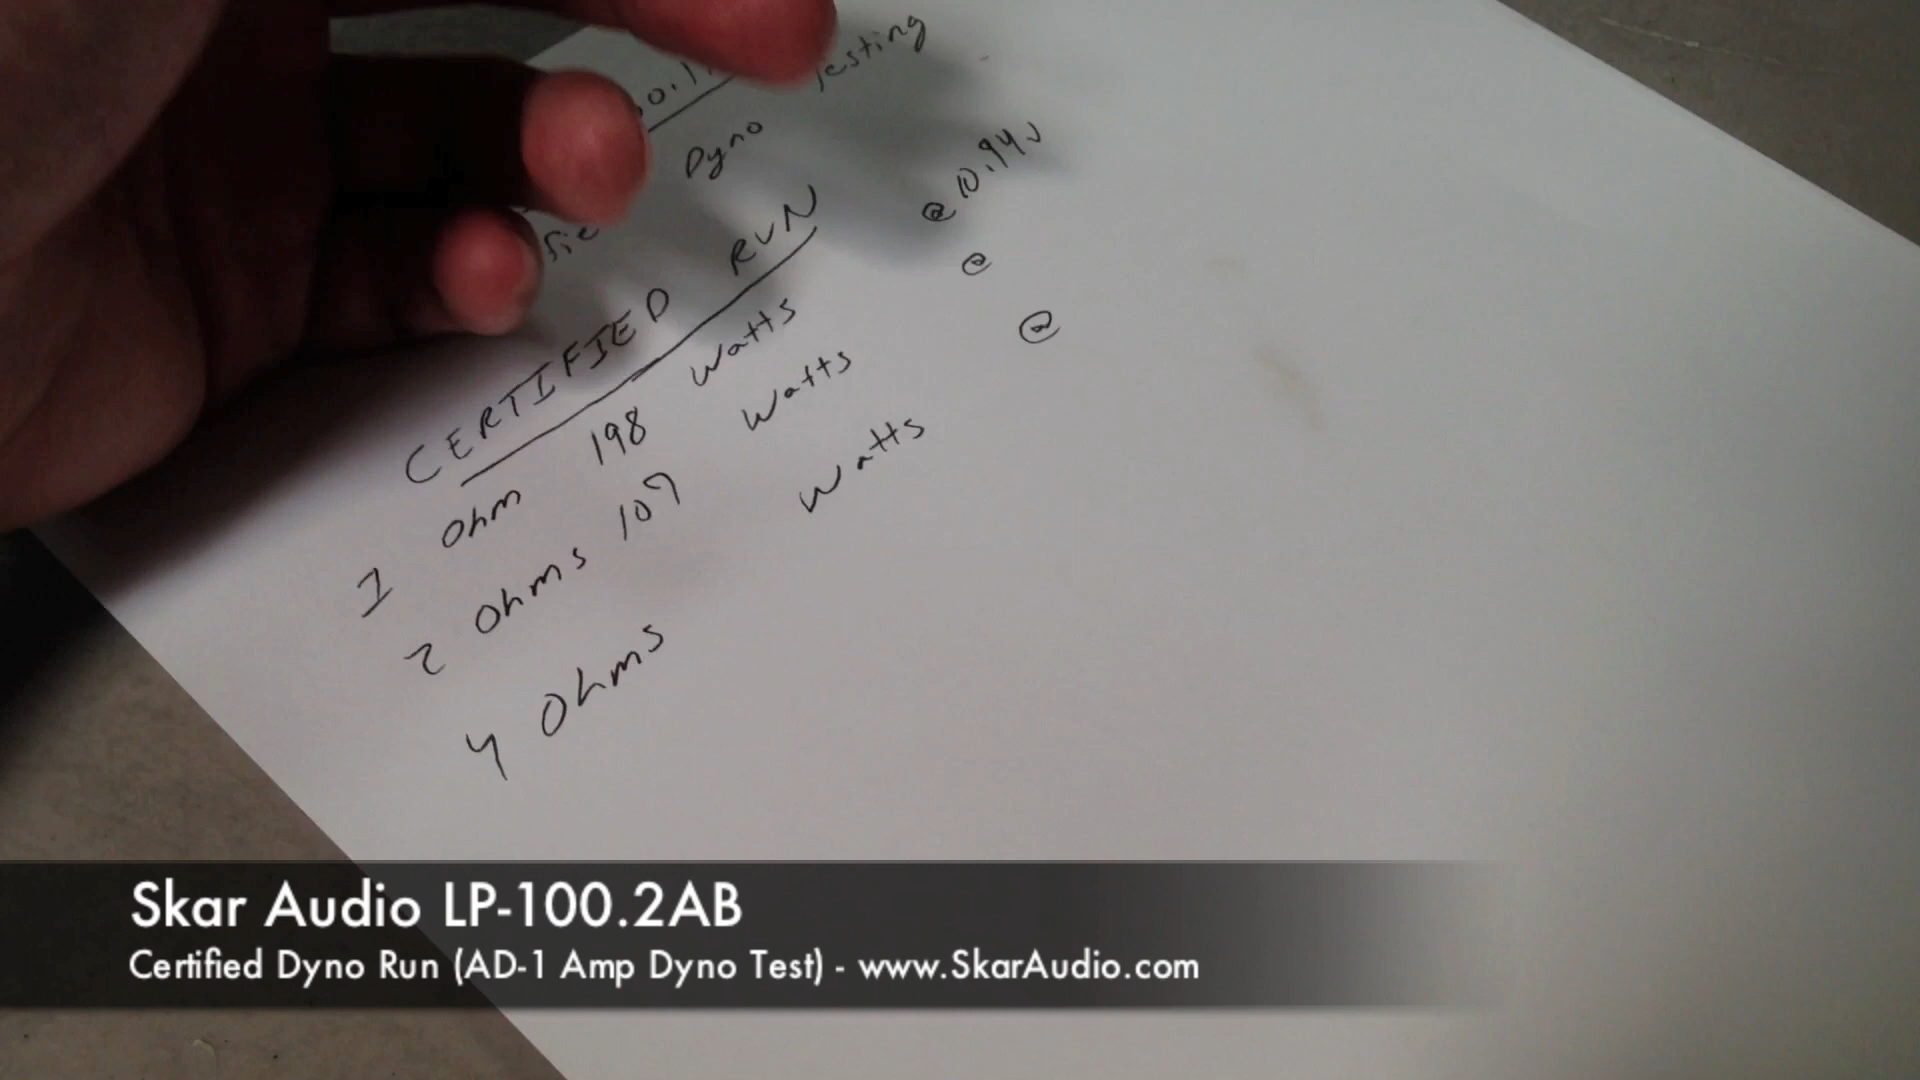 Dyno Testing
CERTIFIED RUN
1 Ohm 198 Watts @ 10.94v
2 Ohms 109 Watts @
4 Ohms Watts @
Skar Audio LP-100.2AB
Certified Dyno Run (AD-1 Amp Dyno Test) - www.SkarAudio.com